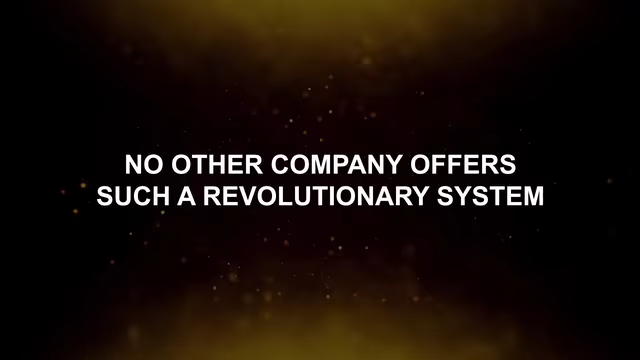 NO OTHER COMPANY OFFERS
SUCH A REVOLUTIONARY SYSTEM